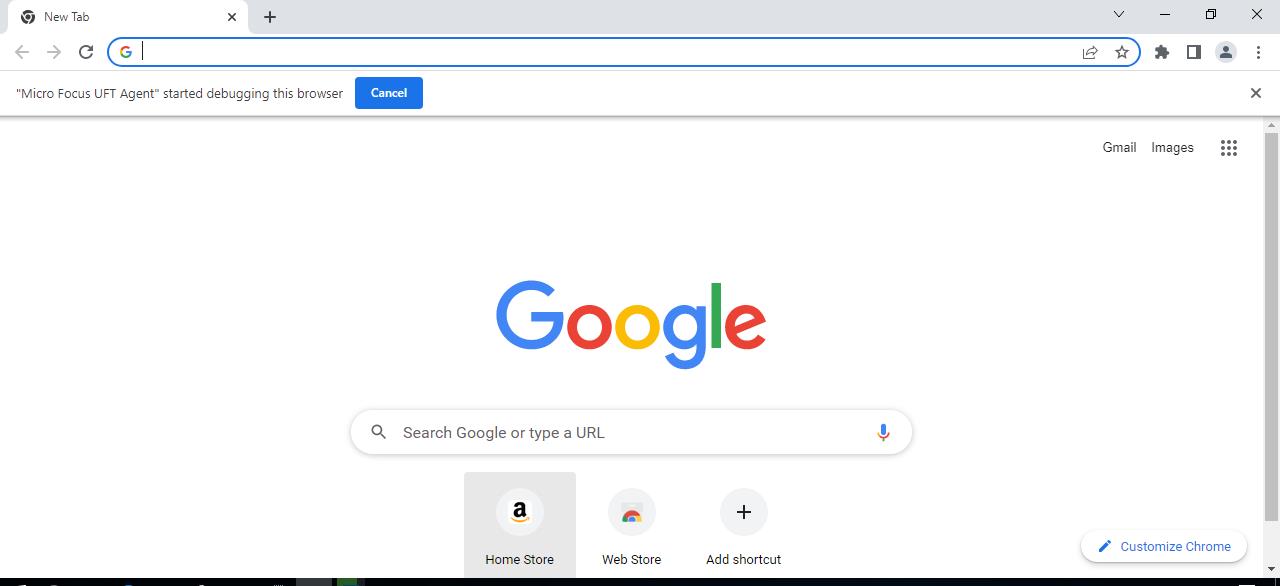 New Tab
"Micro Focus UFT Agent" started debugging this browser
Cancel
Gmail Images
Google
Search Google or type a URL
Home Store Web Store Add shortcut
Customize Chrome